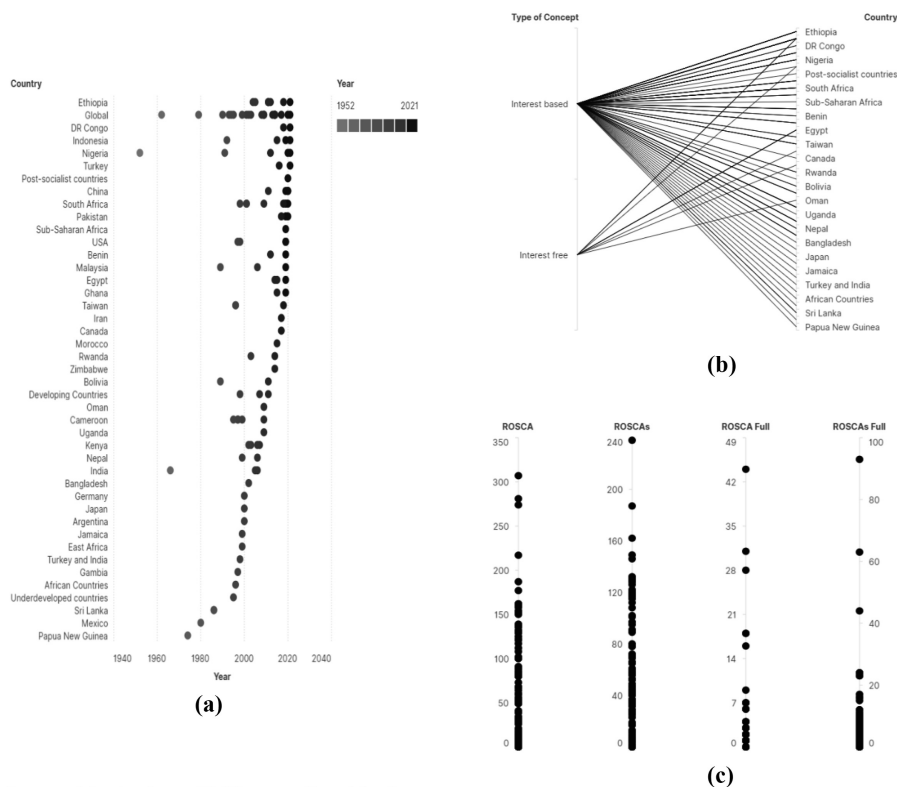 Country
Year
1952
2021
Ethiopia
Global
DR Congo
Indonesia
Nigeria
Turkey
Post-socialist countries
China
South Africa
Pakistan
Sub-Saharan Africa
USA
Benin
Malaysia
Egypt
Ghana
Taiwan
Iran
Canada
Morocco
Rwanda
Zimbabwe
Bolivia
Developing Countries
Oman
Cameroon
Uganda
Kenya
Nepal
India
Bangladesh
Germany
Japan
Argentina
Jamaica
East Africa
Turkey and India
Gambia
African Countries
Underdeveloped countries
Sri Lanka
Mexico
Papua New Guinea
1940 1960 1980 2000 2020 2040
Year
(a)
Type of Concept
Country
Interest based
Interest free
Ethiopia
DR Congo
Nigeria
Post-socialist countries
South Africa
Sub-Saharan Africa
Benin
Egypt
Taiwan
Canada
Rwanda
Bolivia
Oman
Uganda
Nepal
Bangladesh
Japan
Jamaica
Turkey and India
African Countries
Sri Lanka
Papua New Guinea
(b)
ROSCA
350
300
250
200
150
100
50
0
ROSCAs
240
200
160
120
80
40
0
ROSCA Full
49
42
35
28
21
14
7
0
ROSCAs Full
100
80
60
40
20
0
(c)